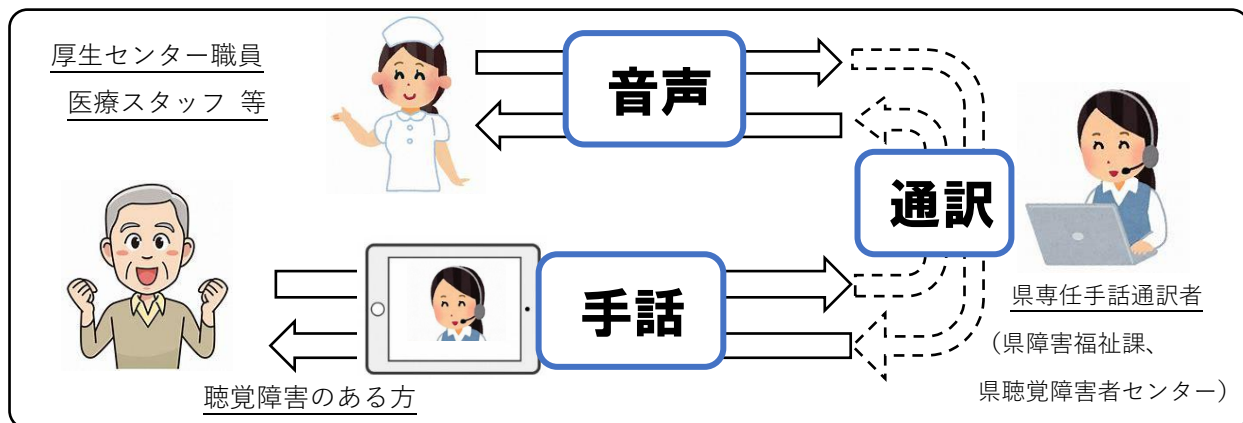 厚生センター職員
医療スタッフ 等
音声
通訳
手話
聴覚障害のある方
県専任手話通訳者
（県障害福祉課、
県聴覚障害者センター）